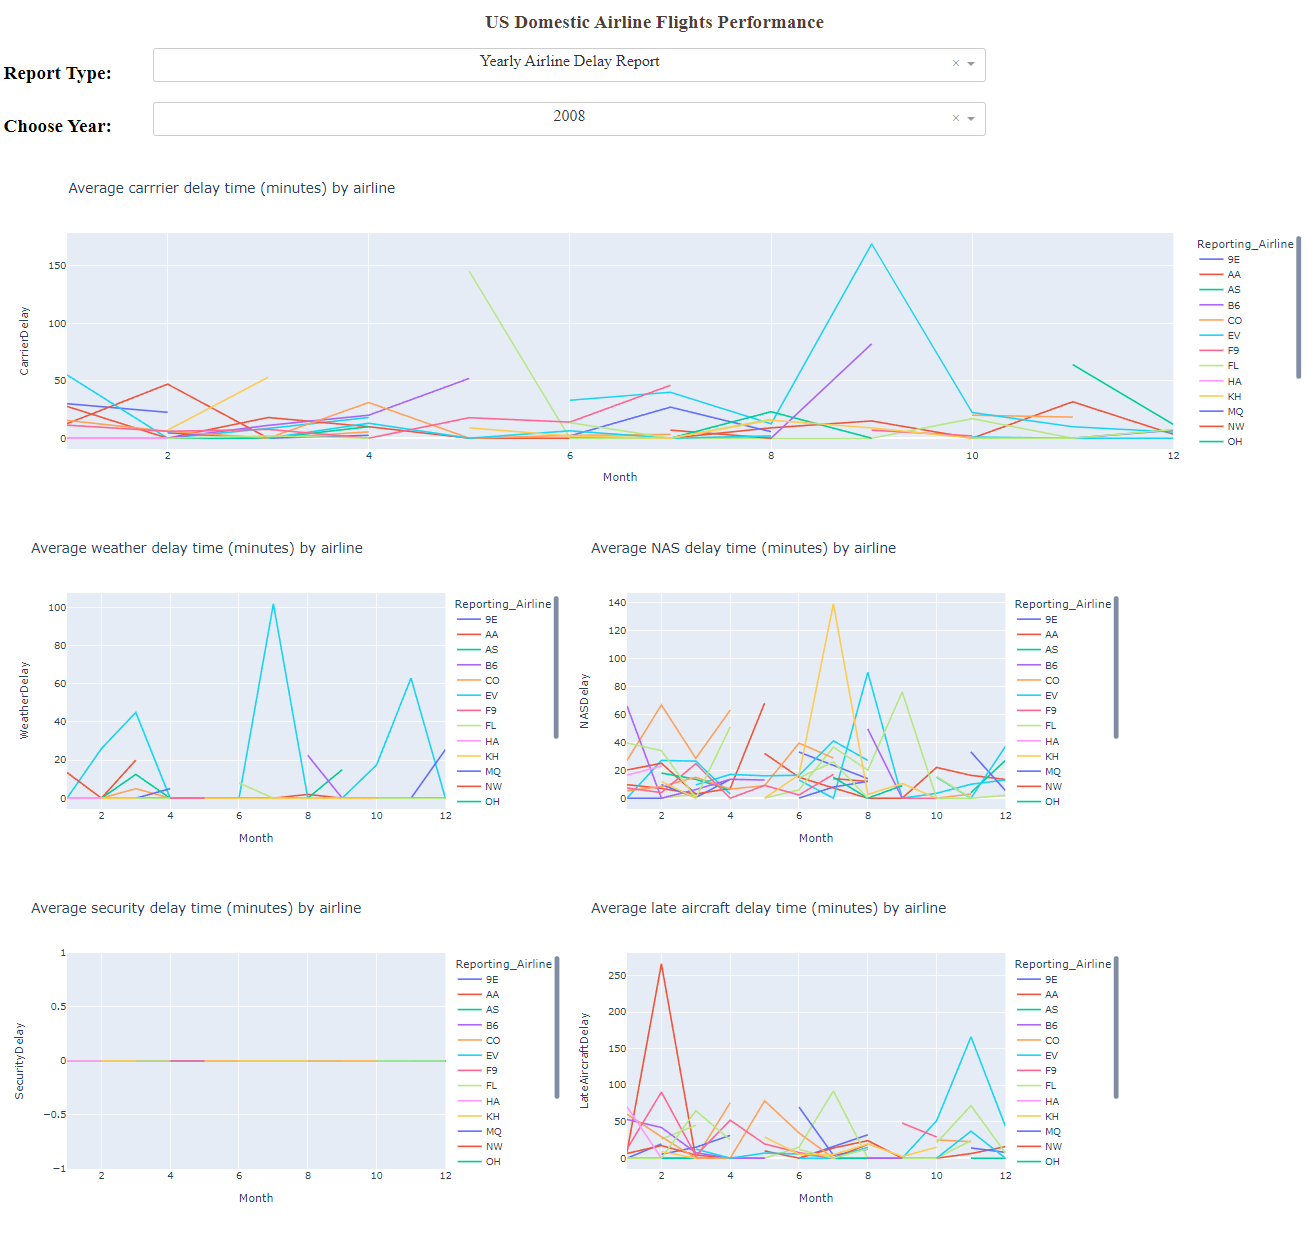 US Domestic Airline Flights Performance
Report Type:
Yearly Airline Delay Report
× 
Choose Year:
2008
×
Average carrrier delay time (minutes) by airline
CarrierDelay
150
100
50
0
2 4 6 8 10 12
Month
Reporting_Airline
9E
AA
AS
B6
CO
EV
F9
FL
HA
KH
MQ
NW
OH
Average weather delay time (minutes) by airline
WeatherDelay
100
80
60
40
20
0
2 4 6 8 10 12
Month
Reporting_Airline
9E
AA
AS
B6
CO
EV
F9
FL
HA
KH
MQ
NW
OH
Average NAS delay time (minutes) by airline
NASDelay
140
120
100
80
60
40
20
0
2 4 6 8 10 12
Month
Reporting_Airline
9E
AA
AS
B6
CO
EV
F9
FL
HA
KH
MQ
NW
OH
Average security delay time (minutes) by airline
SecurityDelay
1
0.5
0
−0.5
−1
2 4 6 8 10 12
Month
Reporting_Airline
9E
AA
AS
B6
CO
EV
F9
FL
HA
KH
MQ
NW
OH
Average late aircraft delay time (minutes) by airline
LateAircraftDelay
250
200
150
100
50
0
2 4 6 8 10 12
Month
Reporting_Airline
9E
AA
AS
B6
CO
EV
F9
FL
HA
KH
MQ
NW
OH